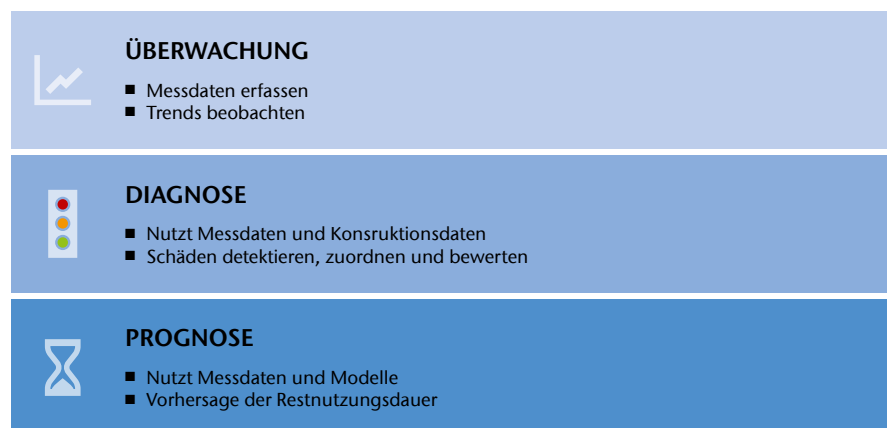 ÜBERWACHUNG
■ Messdaten erfassen
■ Trends beobachten
DIAGNOSE
■ Nutzt Messdaten und Konsruktionsdaten
■ Schäden detektieren, zuordnen und bewerten
PROGNOSE
■ Nutzt Messdaten und Modelle
■ Vorhersage der Restnutzungsdauer